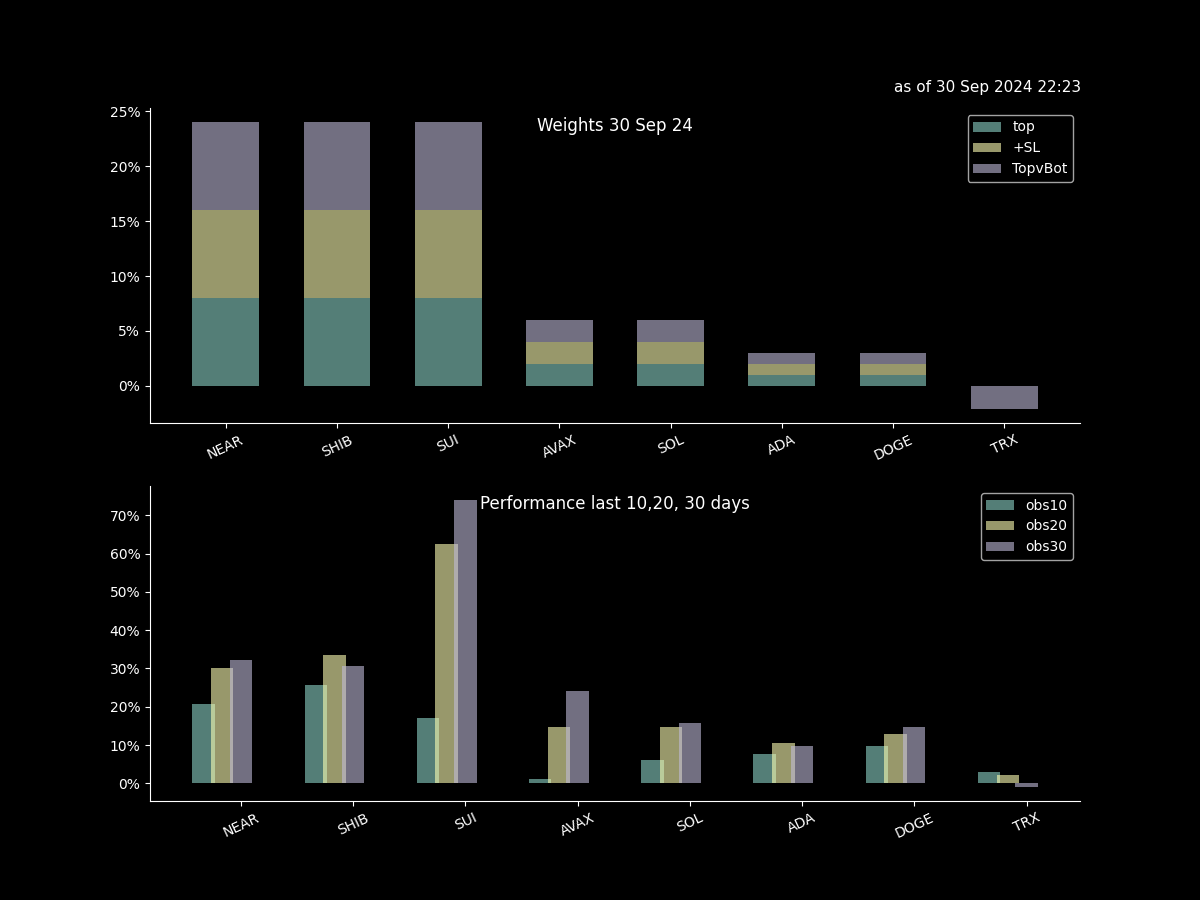 as of 30 Sep 2024 22:23
Weights 30 Sep 24
top
+SL
TopvBot
25%
20%
15%
10%
5%
0%
NEAR SHIB SUI AVAX SOL ADA DOGE TRX
Performance last 10,20, 30 days
obs10
obs20
obs30
70%
60%
50%
40%
30%
20%
10%
0%
NEAR SHIB SUI AVAX SOL ADA DOGE TRX